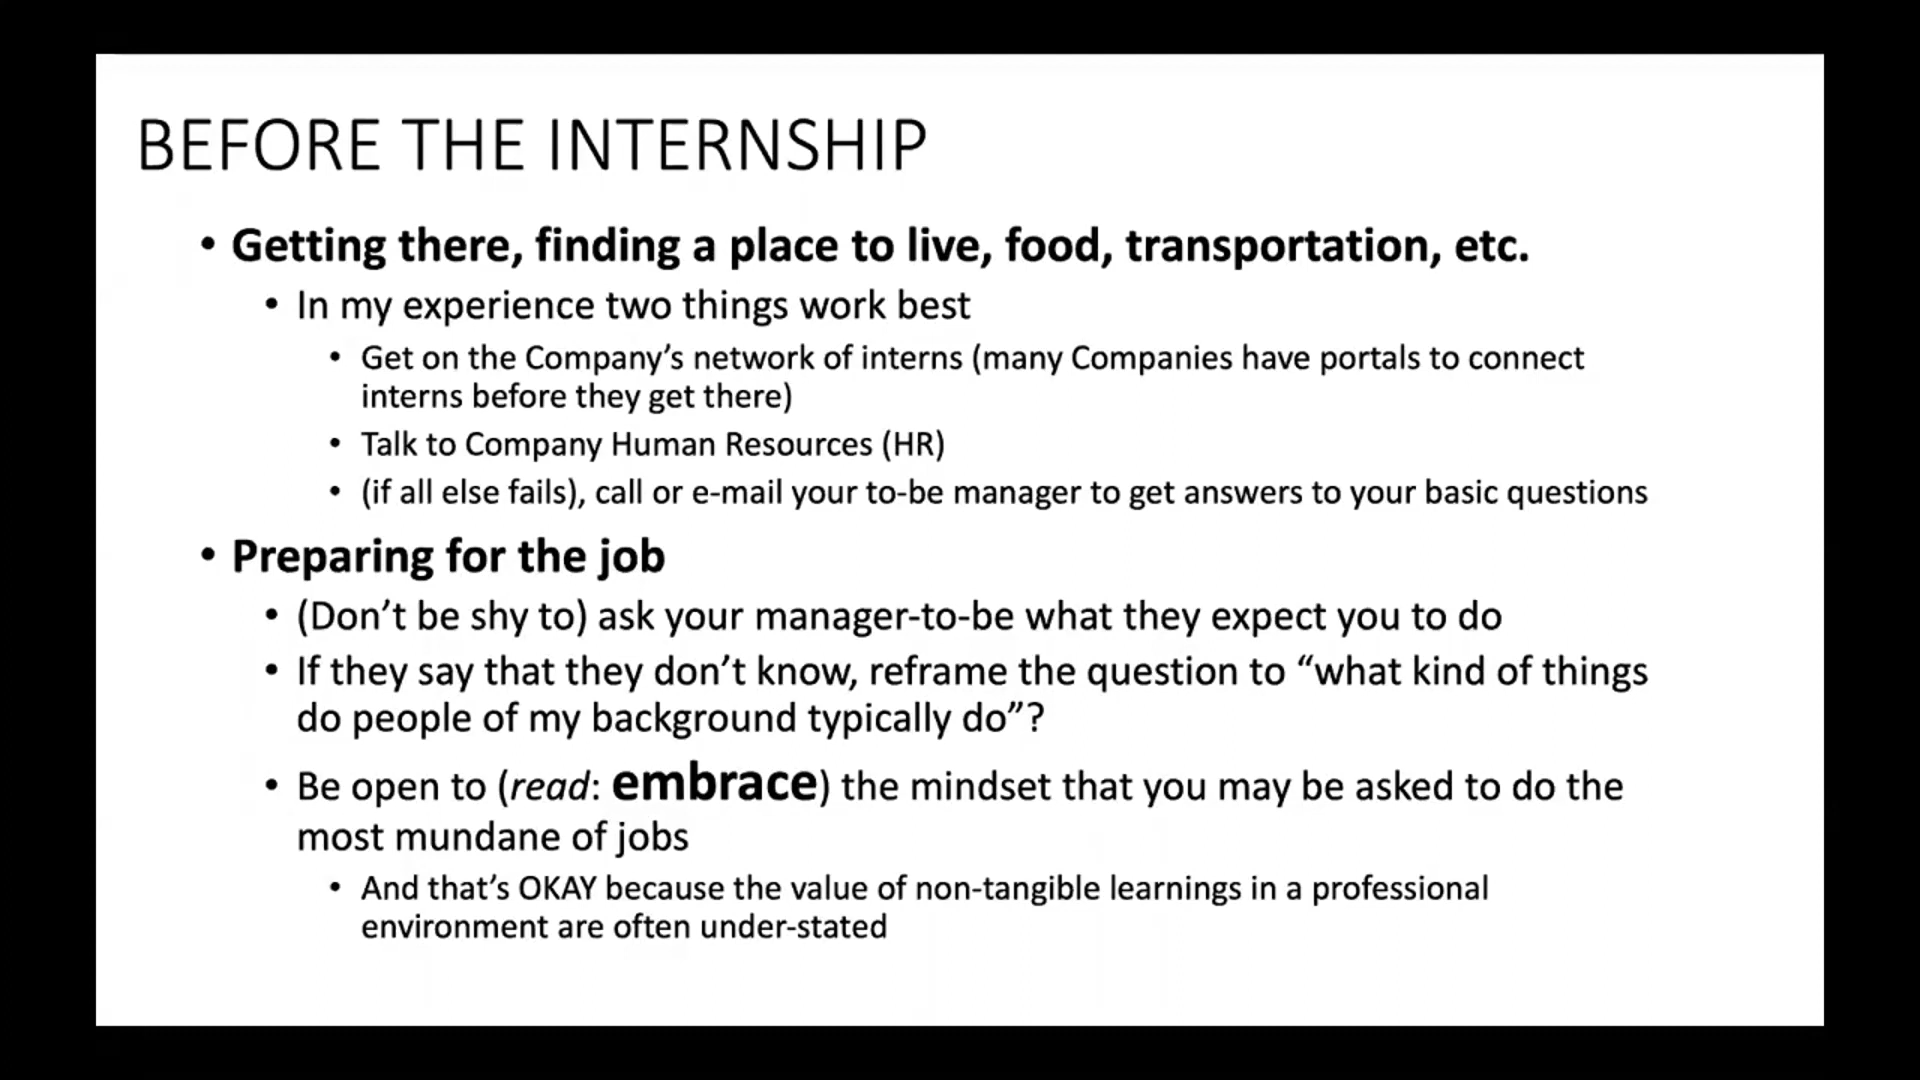 BEFORE THE INTERNSHIP
• Getting there, finding a place to live, food, transportation, etc.
• In my experience two things work best
• Get on the Company’s network of interns (many Companies have portals to connect
interns before they get there)
• Talk to Company Human Resources (HR)
• (if all else fails), call or e-mail your to-be manager to get answers to your basic questions
• Preparing for the job
• (Don’t be shy to) ask your manager-to-be what they expect you to do
• If they say that they don’t know, reframe the question to “what kind of things
do people of my background typically do”?
• Be open to (read: embrace) the mindset that you may be asked to do the
most mundane of jobs
• And that’s OKAY because the value of non-tangible learnings in a professional
environment are often under-stated